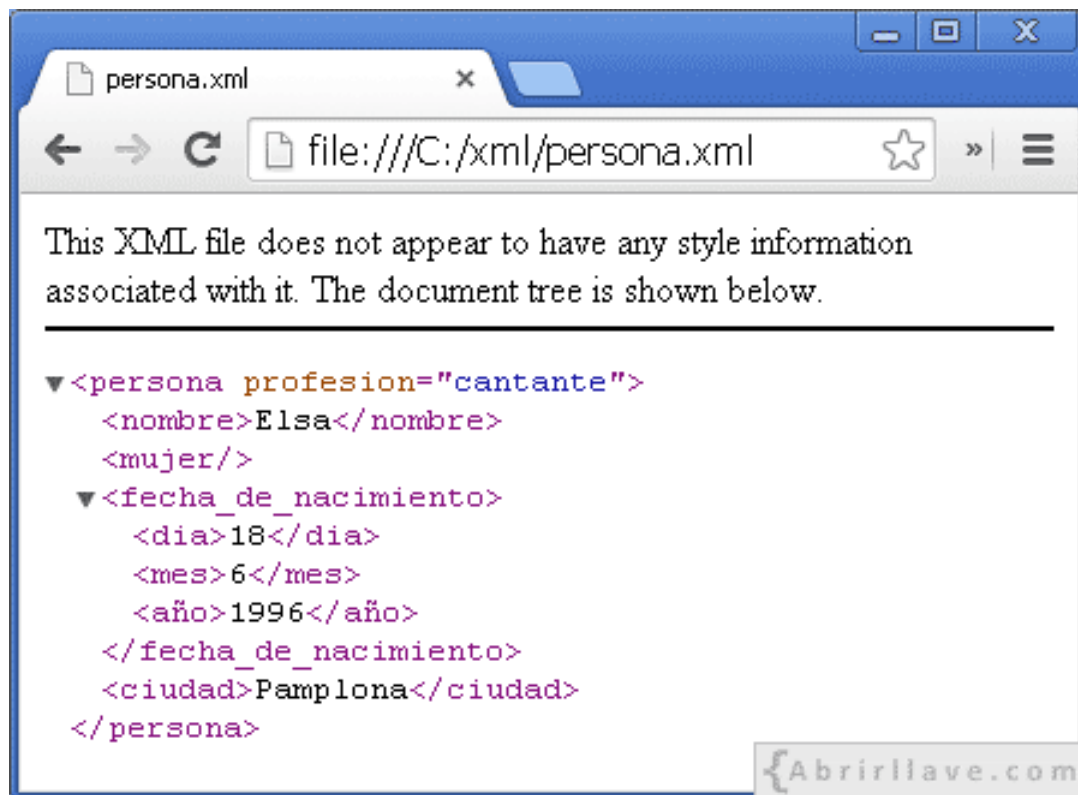 persona.xml
file:///C:/xml/persona.xml
This XML file does not appear to have any style information
associated with it. The document tree is shown below.
<persona profesion="cantante">
<nombre>Elsa</nombre>
<mujer/>
<fecha_de_nacimiento>
<dia>18</dia>
<mes>6</mes>
<año>1996</año>
</fecha_de_nacimiento>
<ciudad>Pamplona</ciudad>
</persona>
{Abrirllave.com